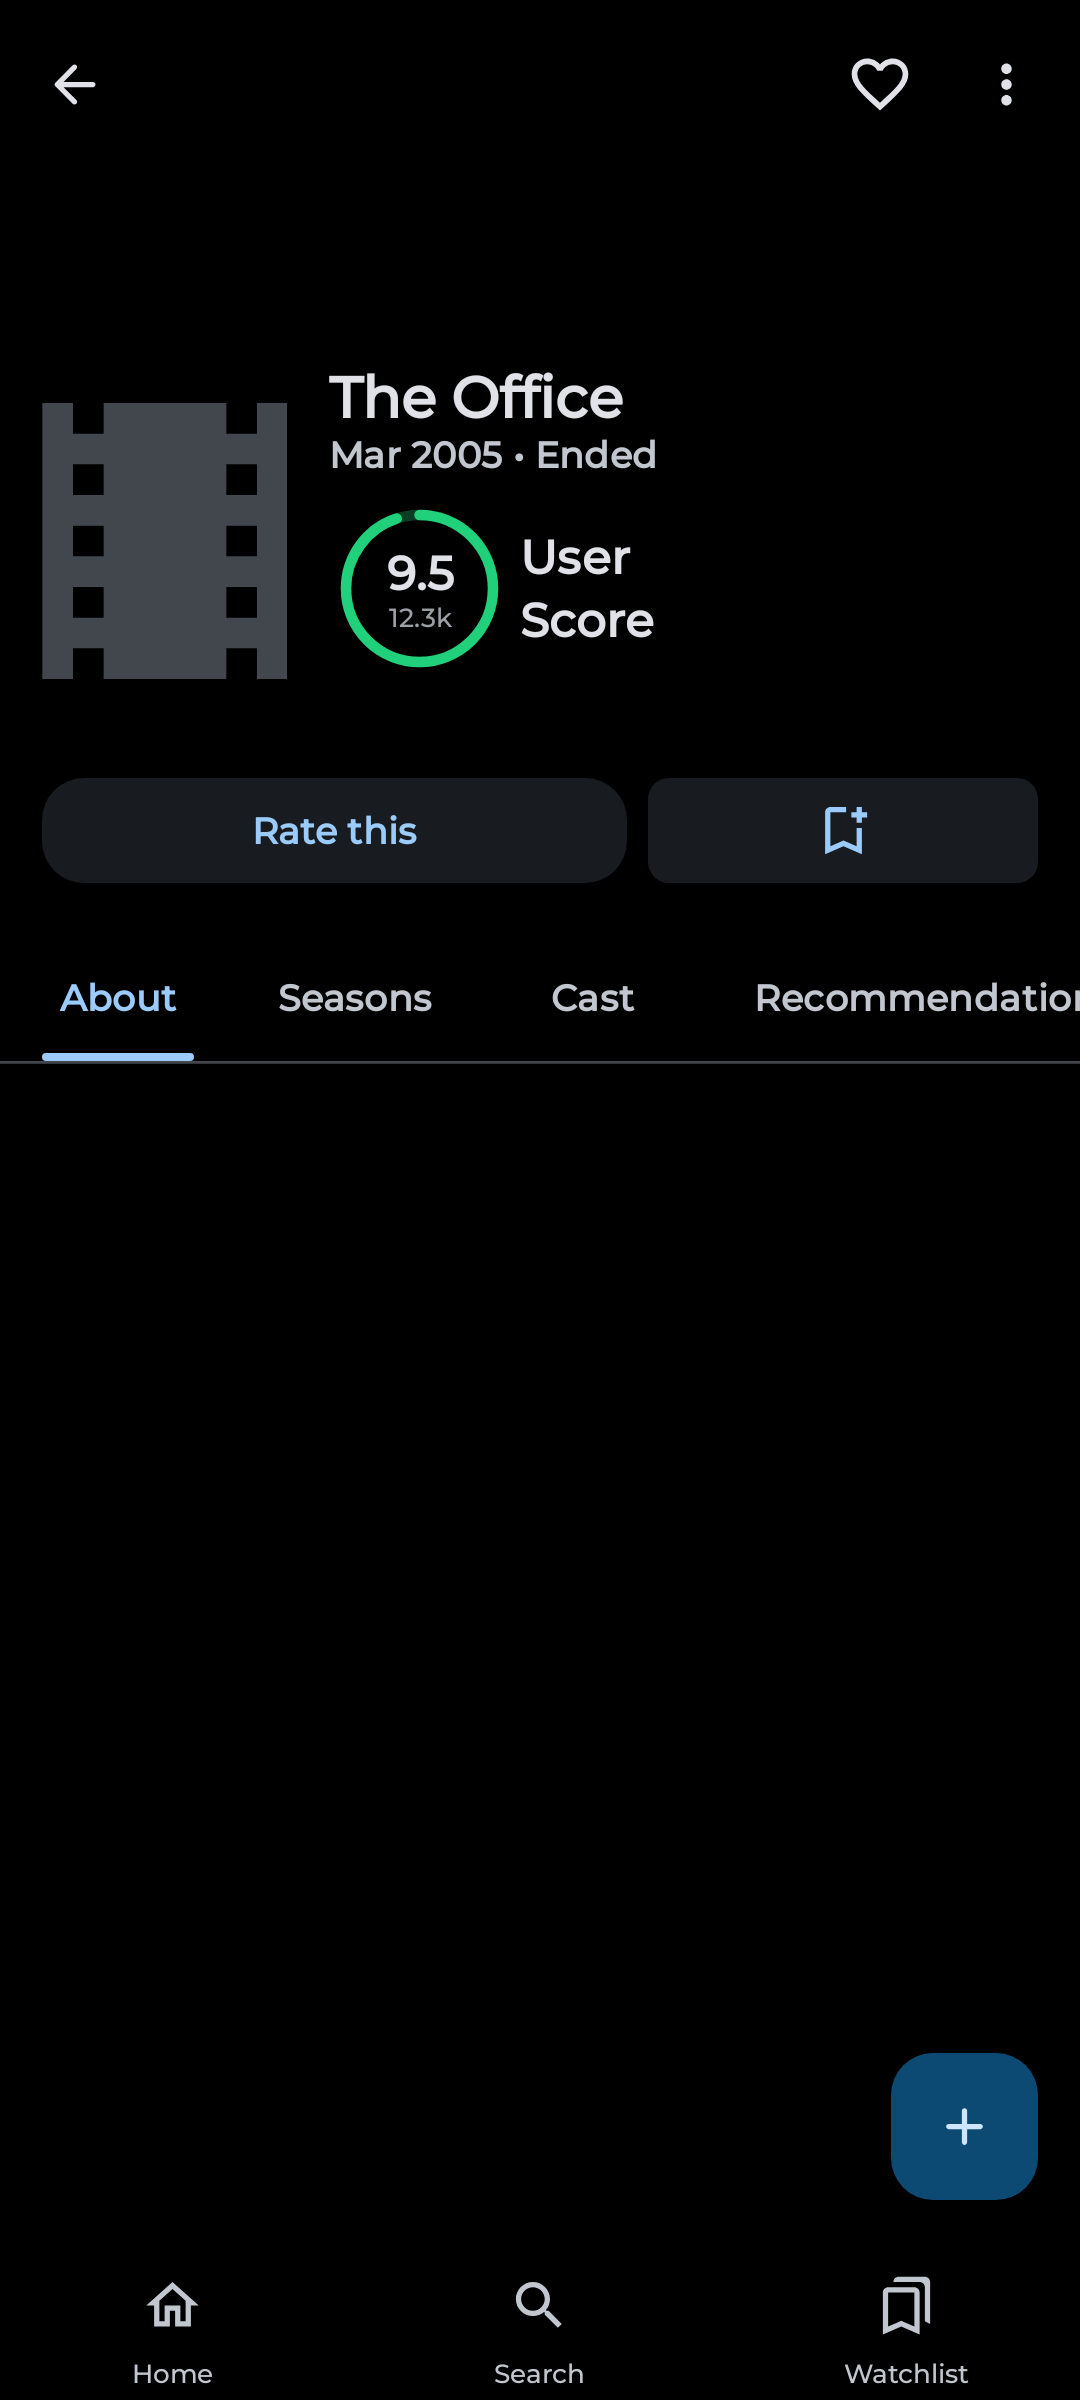 The Office
Mar 2005 • Ended
9.5
12.3k
User
Score
Rate this
About Seasons Cast Recommendation
Home Search Watchlist